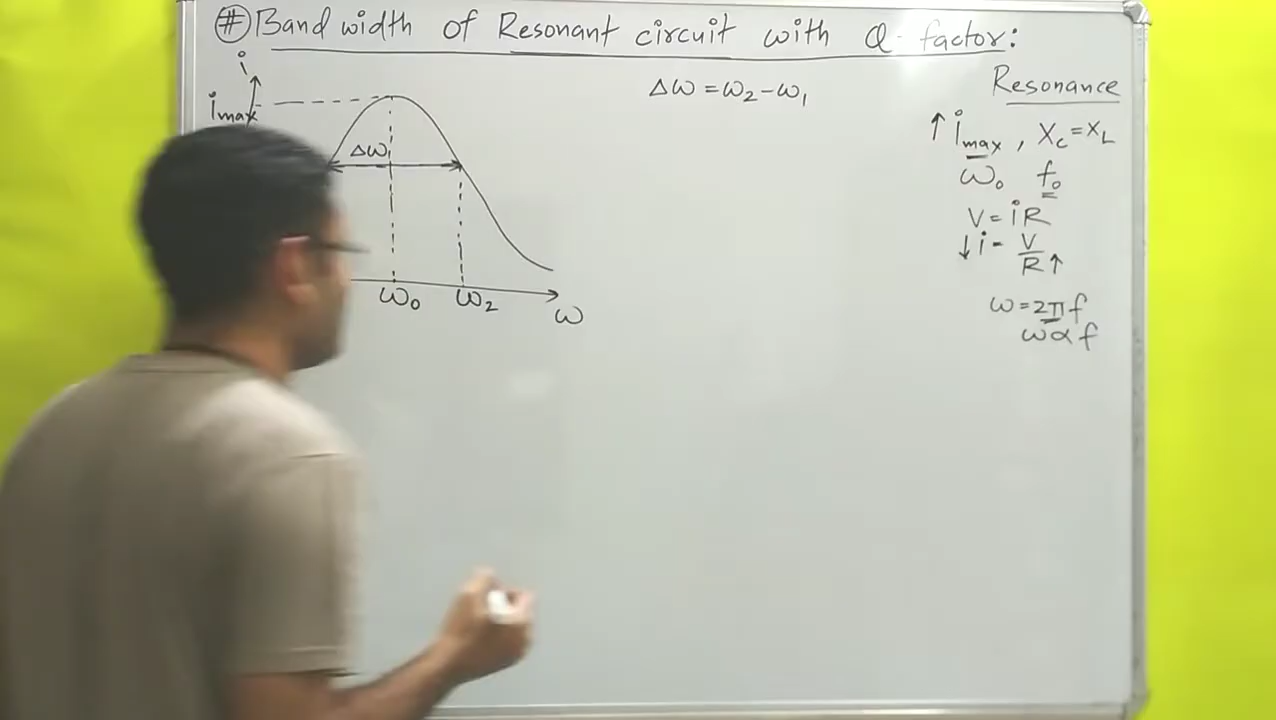 # Band width of Resonant circuit with Q-factor:
i
imax
Δω
ω₀ ω₂
ω
Δω = ω₂-ω₁
Resonance
↑ imax, Xc = XL
ω₀ f₀
V = iR
↓ i = V/R ↑
ω = 2πf
ω α f